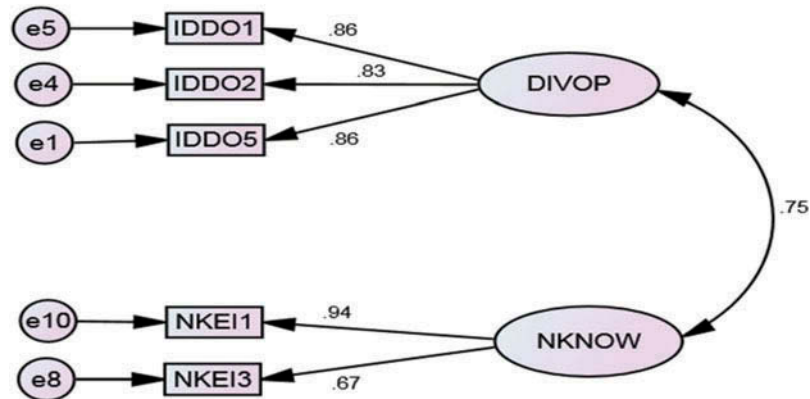 e5 IDDO1 .86
e4 IDDO2 .83 DIVOP
e1 IDDO5 .86
.75
e10 NKEI1 .94
NKNOW
e8 NKEI3 .67